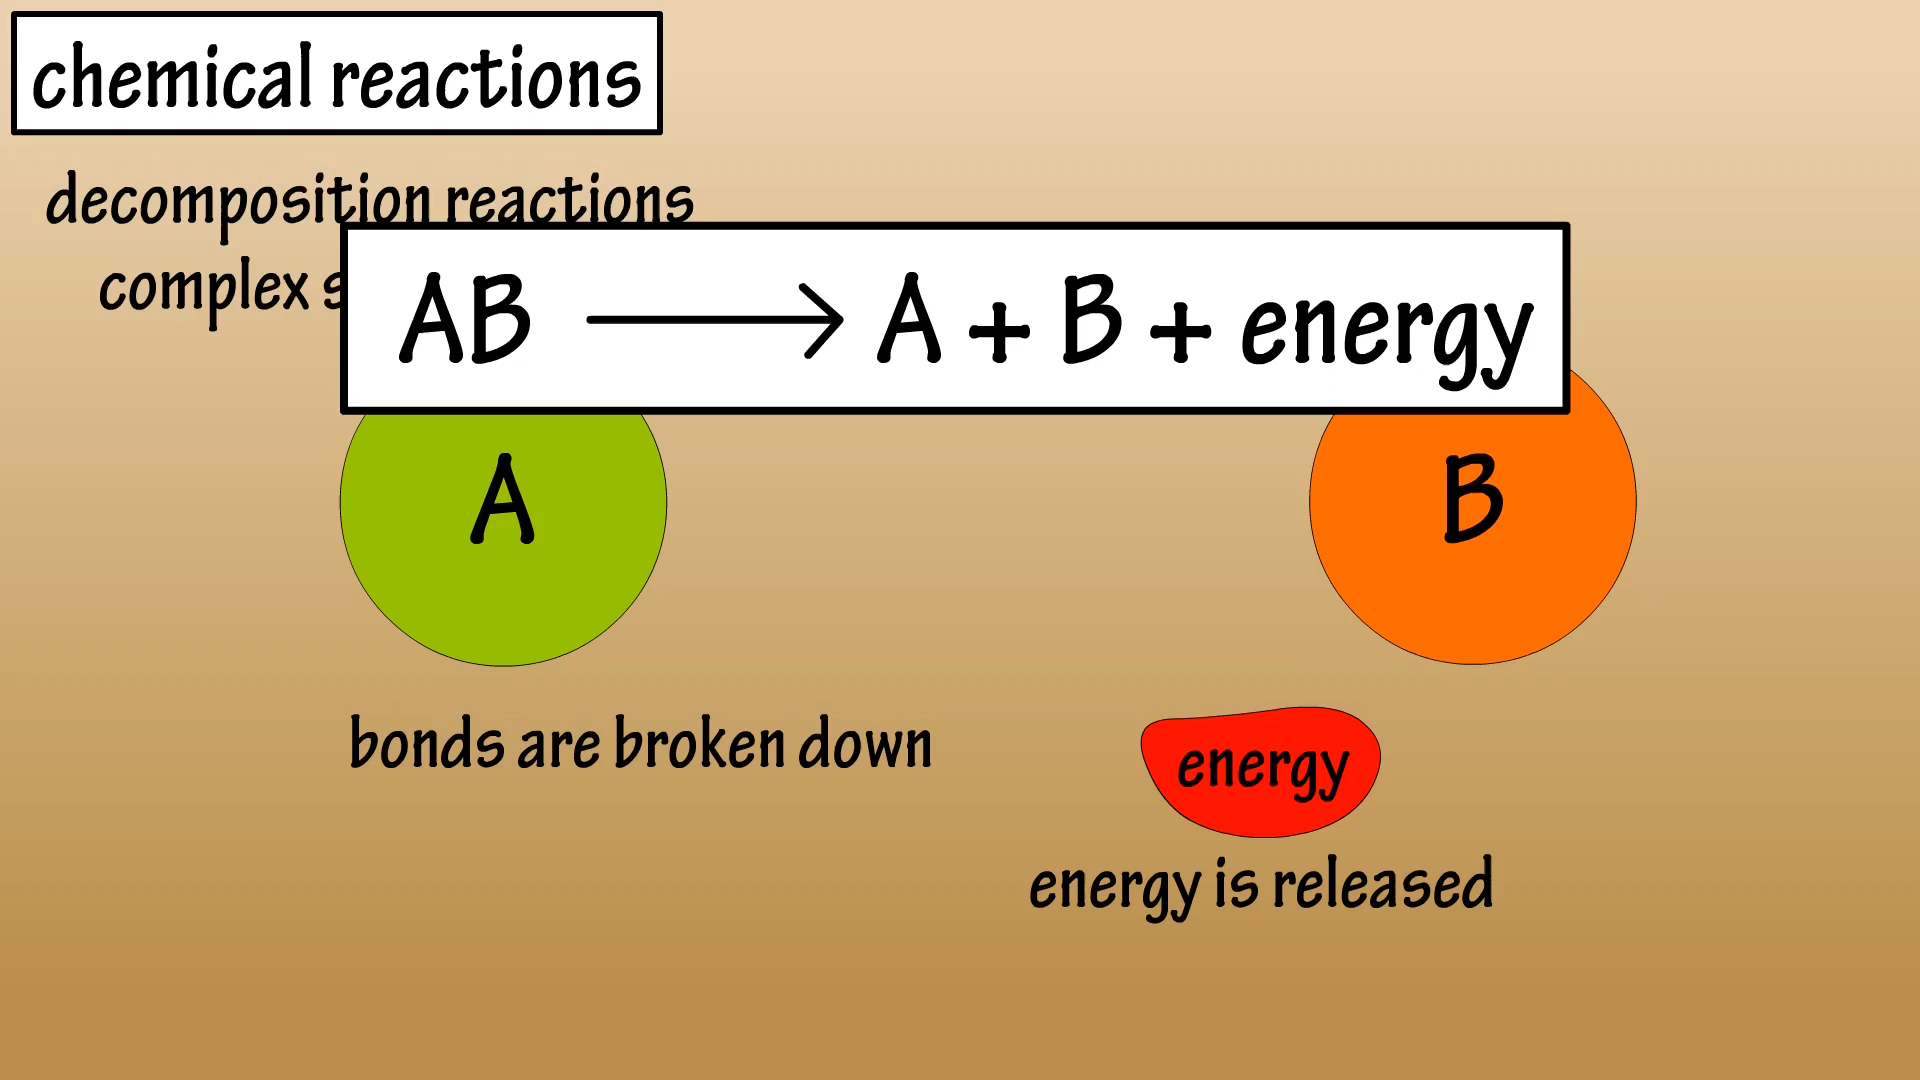 chemical reactions
decomposition reactions
complex
AB → A + B + energy
A
B
bonds are broken down
energy
energy is released